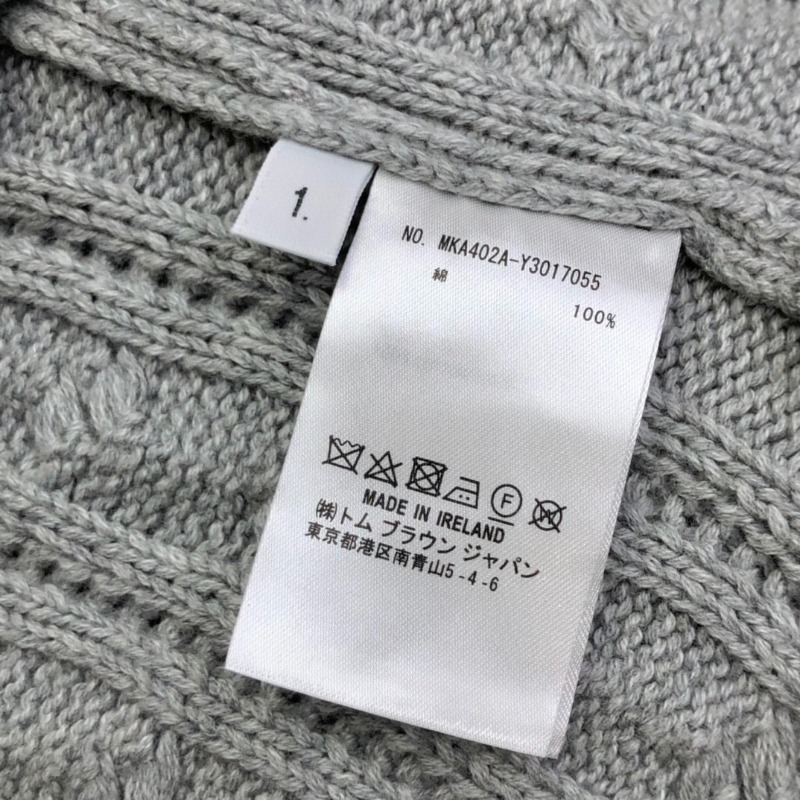 1.
NO. MKA402A-Y3017055
綿
100%
F
W
MADE IN IRELAND
㈱トム ブラウン ジャパン
東京都港区南青山5-4-6